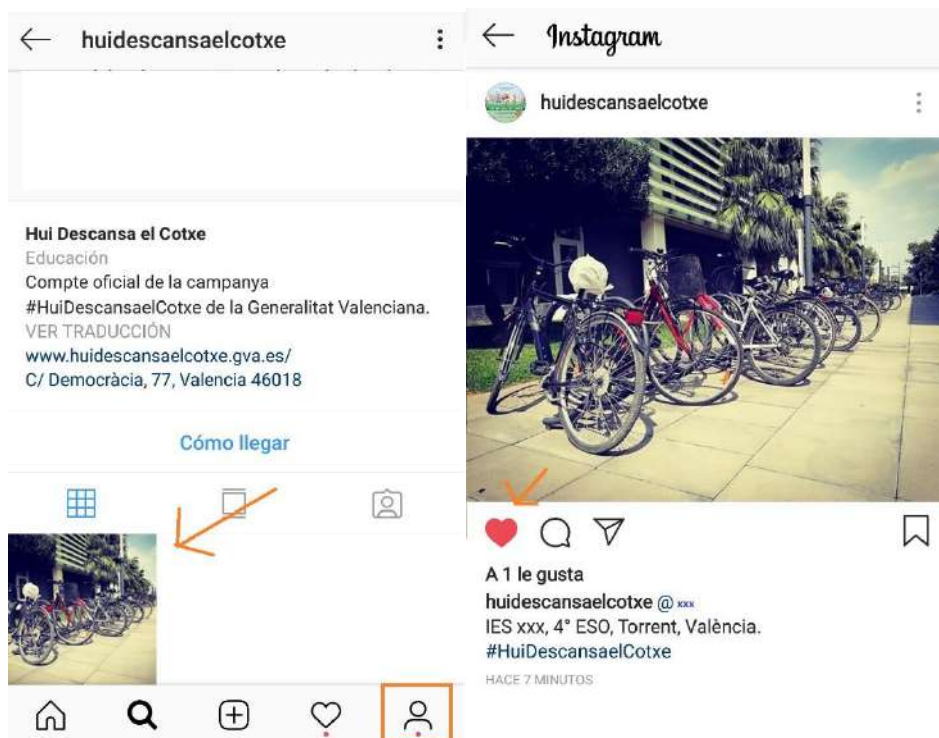 huidescansaelcotxe
Hui Descansa el Cotxe
Educación
Compte oficial de la campanya
#HuiDescansaelCotxe de la Generalitat Valenciana.
VER TRADUCCIÓN
www.huidescansaelcotxe.gva.es/
C/ Democràcia, 77, Valencia 46018
Cómo llegar
Instagram
huidescansaelcotxe
A 1 le gusta
huidescansaelcotxe @ xxx
IES xxx, 4° ESO, Torrent, València.
#HuiDescansaelCotxe
HACE 7 MINUTOS